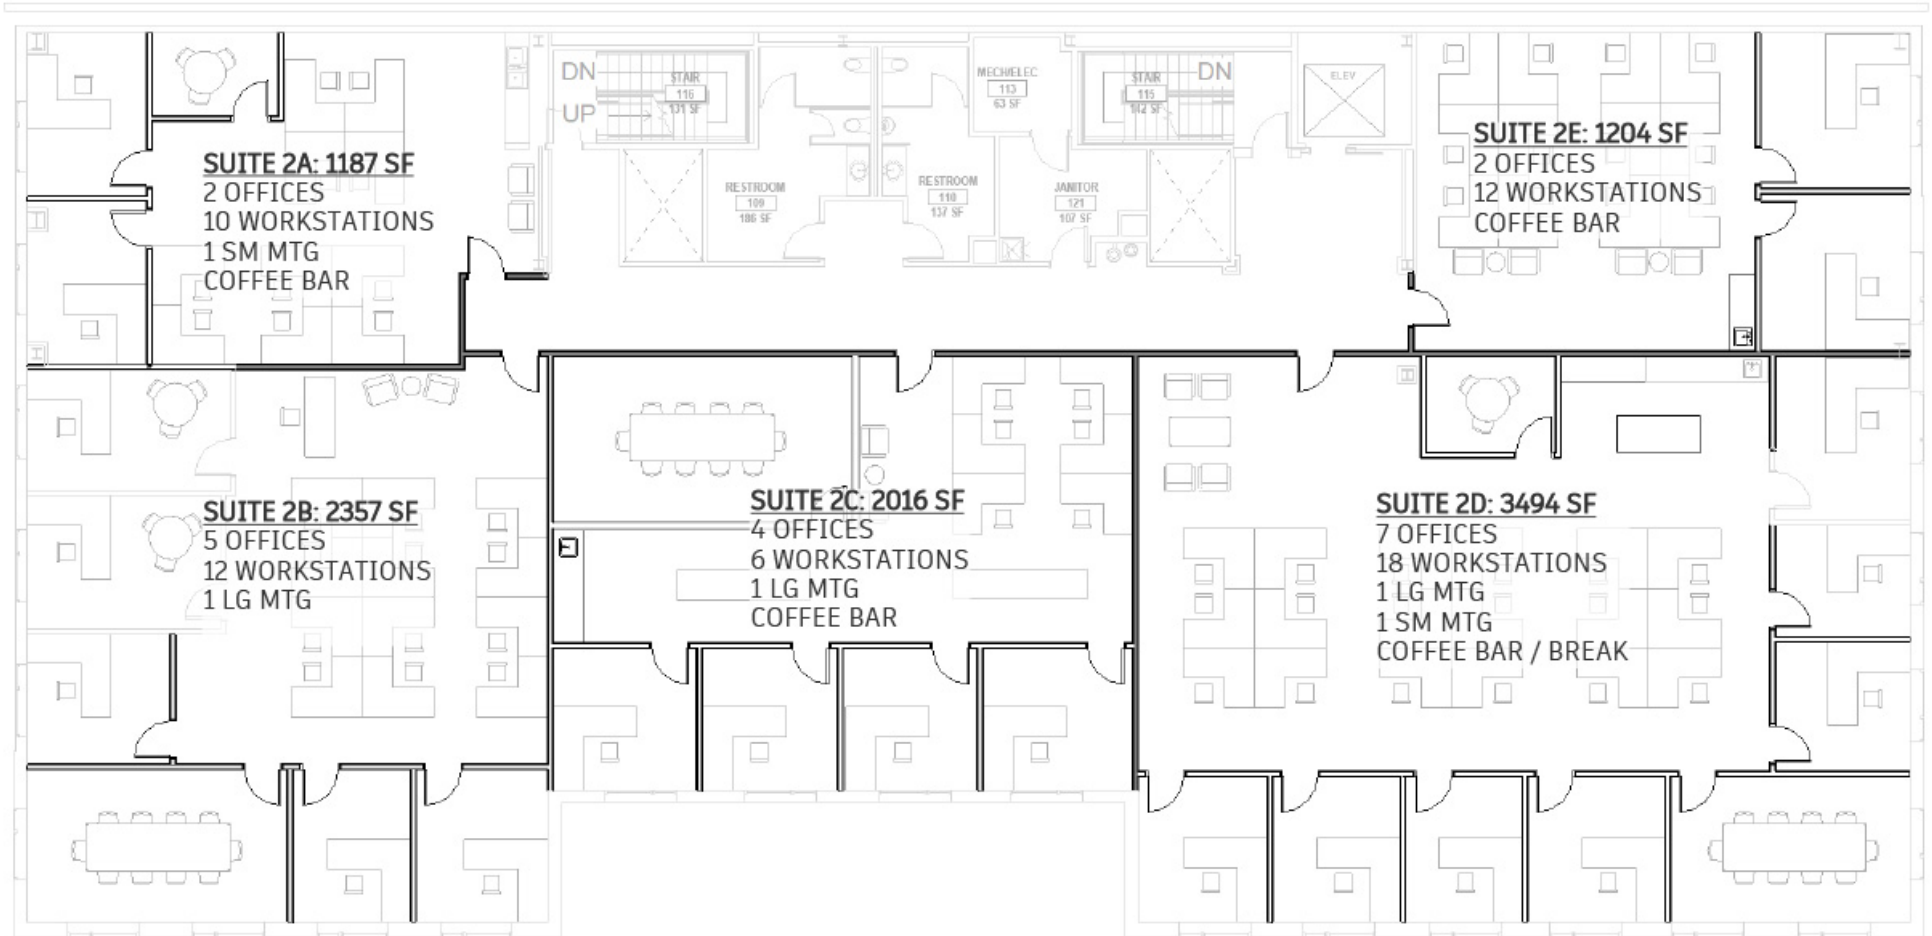 DN
UP
STAIR
116
131 SF
MECH/ELEC
113
63 SF
STAIR
115
142 SF
DN
ELEV
SUITE 2A: 1187 SF
2 OFFICES
10 WORKSTATIONS
1 SM MTG
COFFEE BAR
RESTROOM
109
186 SF
RESTROOM
110
137 SF
JANITOR
121
107 SF
SUITE 2E: 1204 SF
2 OFFICES
12 WORKSTATIONS
COFFEE BAR
SUITE 2B: 2357 SF
5 OFFICES
12 WORKSTATIONS
1 LG MTG
SUITE 2C: 2016 SF
4 OFFICES
6 WORKSTATIONS
1 LG MTG
COFFEE BAR
SUITE 2D: 3494 SF
7 OFFICES
18 WORKSTATIONS
1 LG MTG
1 SM MTG
COFFEE BAR / BREAK